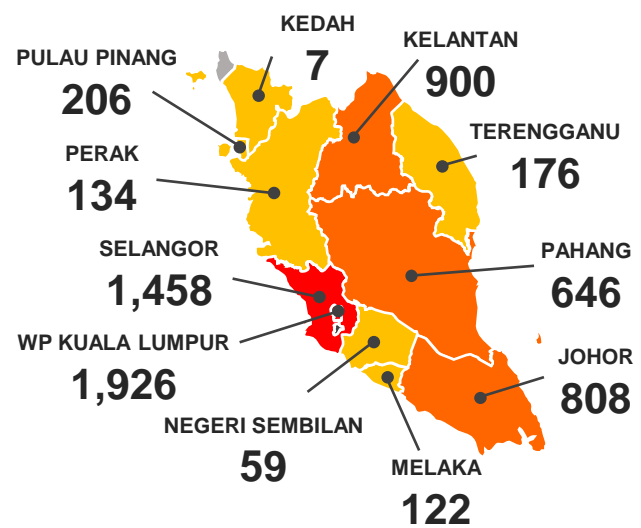 KEDAH
7
KELANTAN
900
PULAU PINANG
206
TERENGGANU
176
PERAK
134
SELANGOR
1,458
PAHANG
646
WP KUALA LUMPUR
1,926
JOHOR
808
NEGERI SEMBILAN
59
MELAKA
122